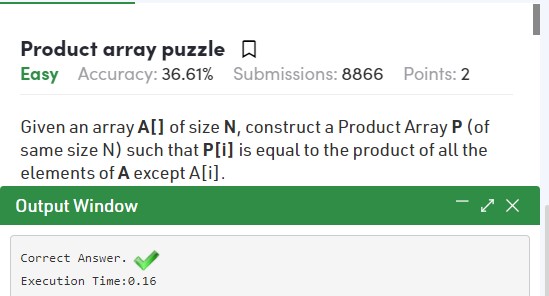 Product array puzzle
Easy Accuracy: 36.61% Submissions: 8866 Points: 2
Given an array A[] of size N, construct a Product Array P (of
same size N) such that P[i] is equal to the product of all the
elements of A except A[i].
Output Window
Correct Answer.
Execution Time:0.16